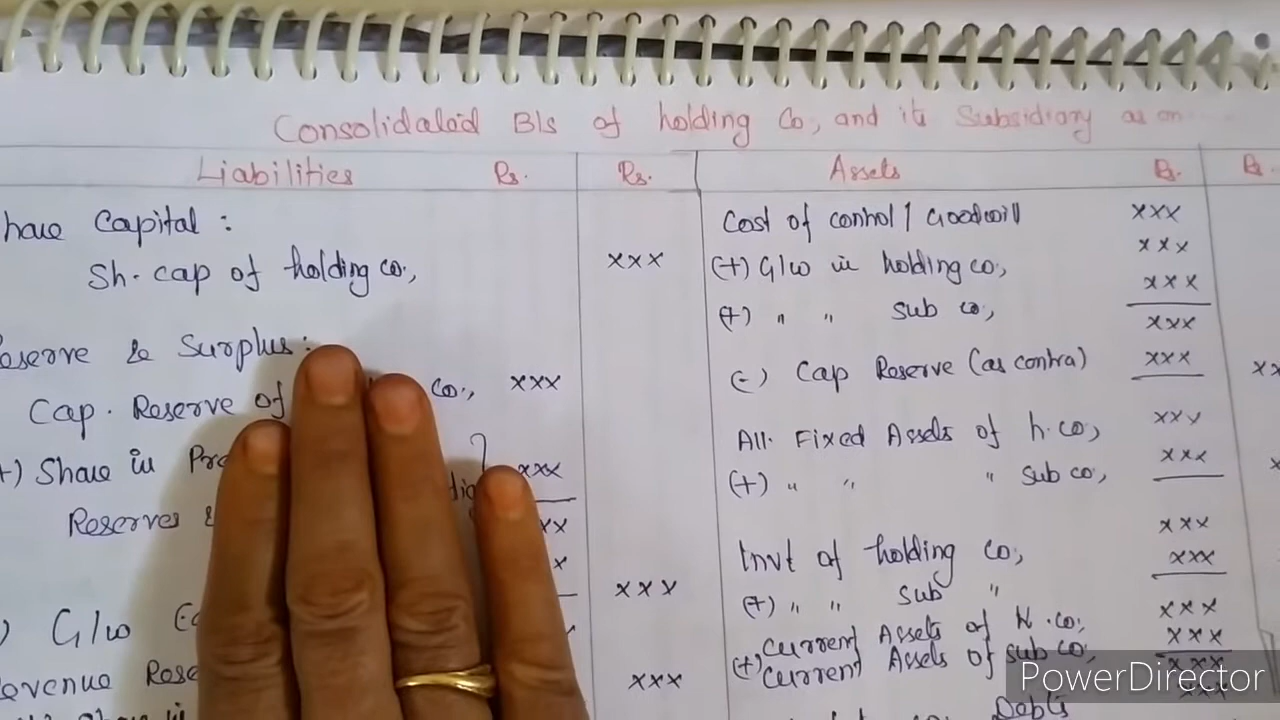 Consolidated B/s of holding Co., and its Subsidiary as on
Liabilities Rs. Rs.
hare Capital :
Sh. cap of holding co., xxx
eserve & Surplus :
Cap. Reserve of co., xxx
+) Share in xxx
Reserves & xx
x
xxx
) G/w
evenue xxx
Assets Rs. Rs.
Cost of control / Goodwill xxx
(+) G/w in holding co., xxx
(+) " " sub co., xxx
xxx
(-) Cap Reserve (as contra) xxx xx
All Fixed Assets of h.co., xxx
(+) " " " sub co., xxx x
xxx
Invt of holding co., xxx
(+) " " sub "
Current Assets of H.co., xxx
(+) Current Assets of sub co., xxx
xxx
Debts
PowerDirector